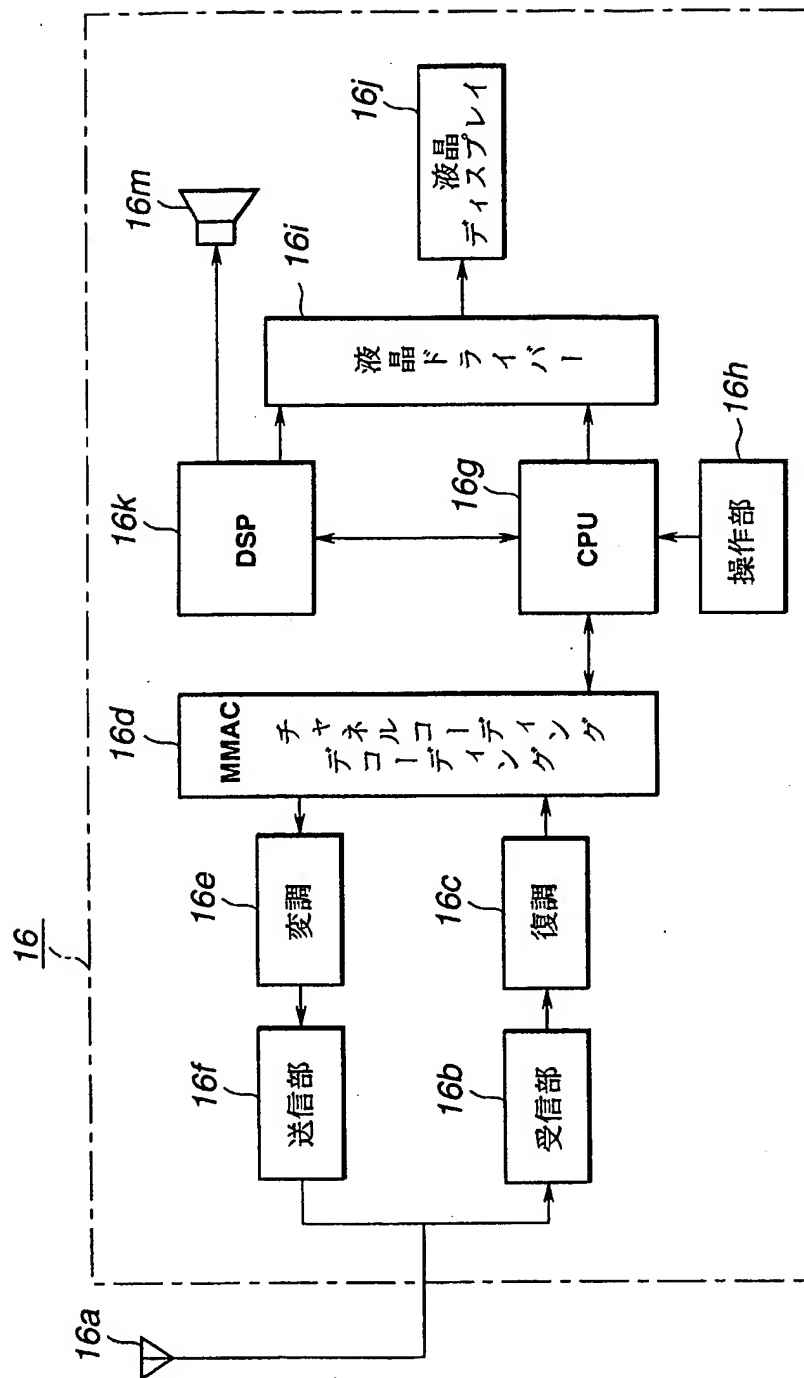 16
16a
16f
送信部
16e
変調
16d
MMAC
チャネルコーディング
デコーディング
16b
受信部
16c
復調
16k
DSP
16m
16i
液晶ドライバー
16j
液晶
ディスプレイ
16g
CPU
16h
操作部